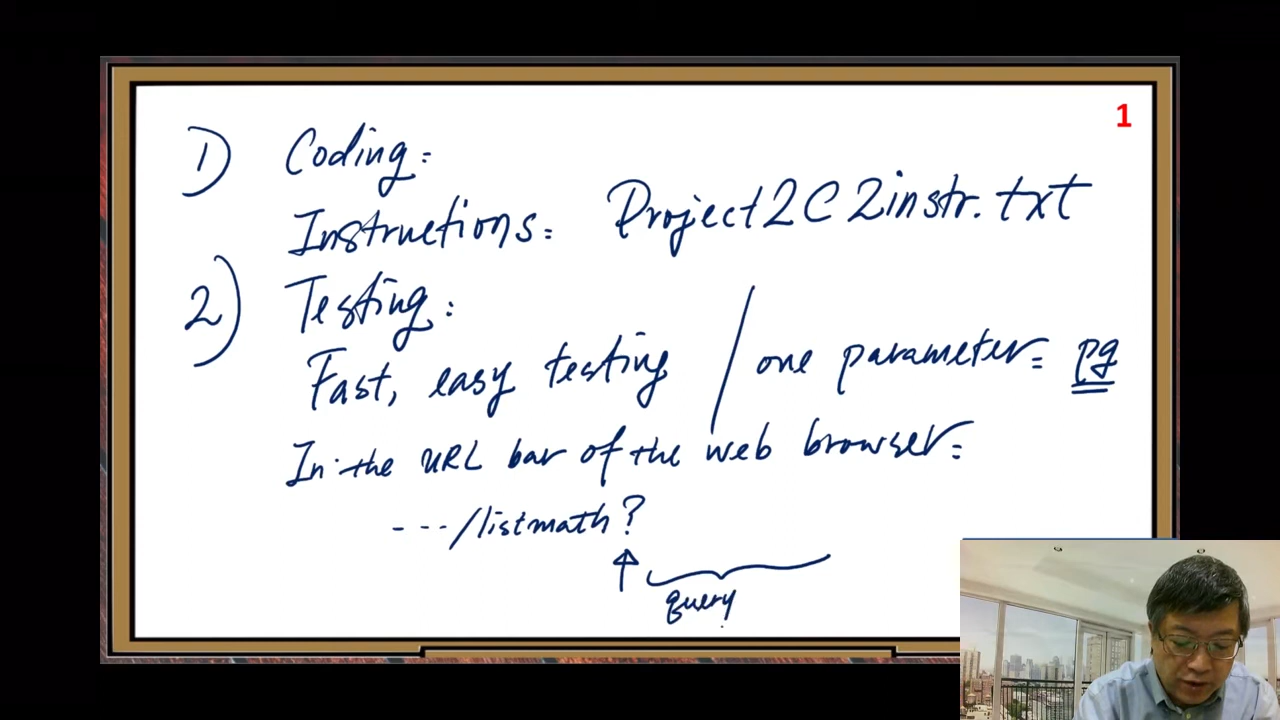 1
1) Coding:
Instructions: Project2C2instr.txt
2) Testing:
Fast, easy testing / one parameter: pg
In the URL bar of the web browser:
----/listmath?
↑ query